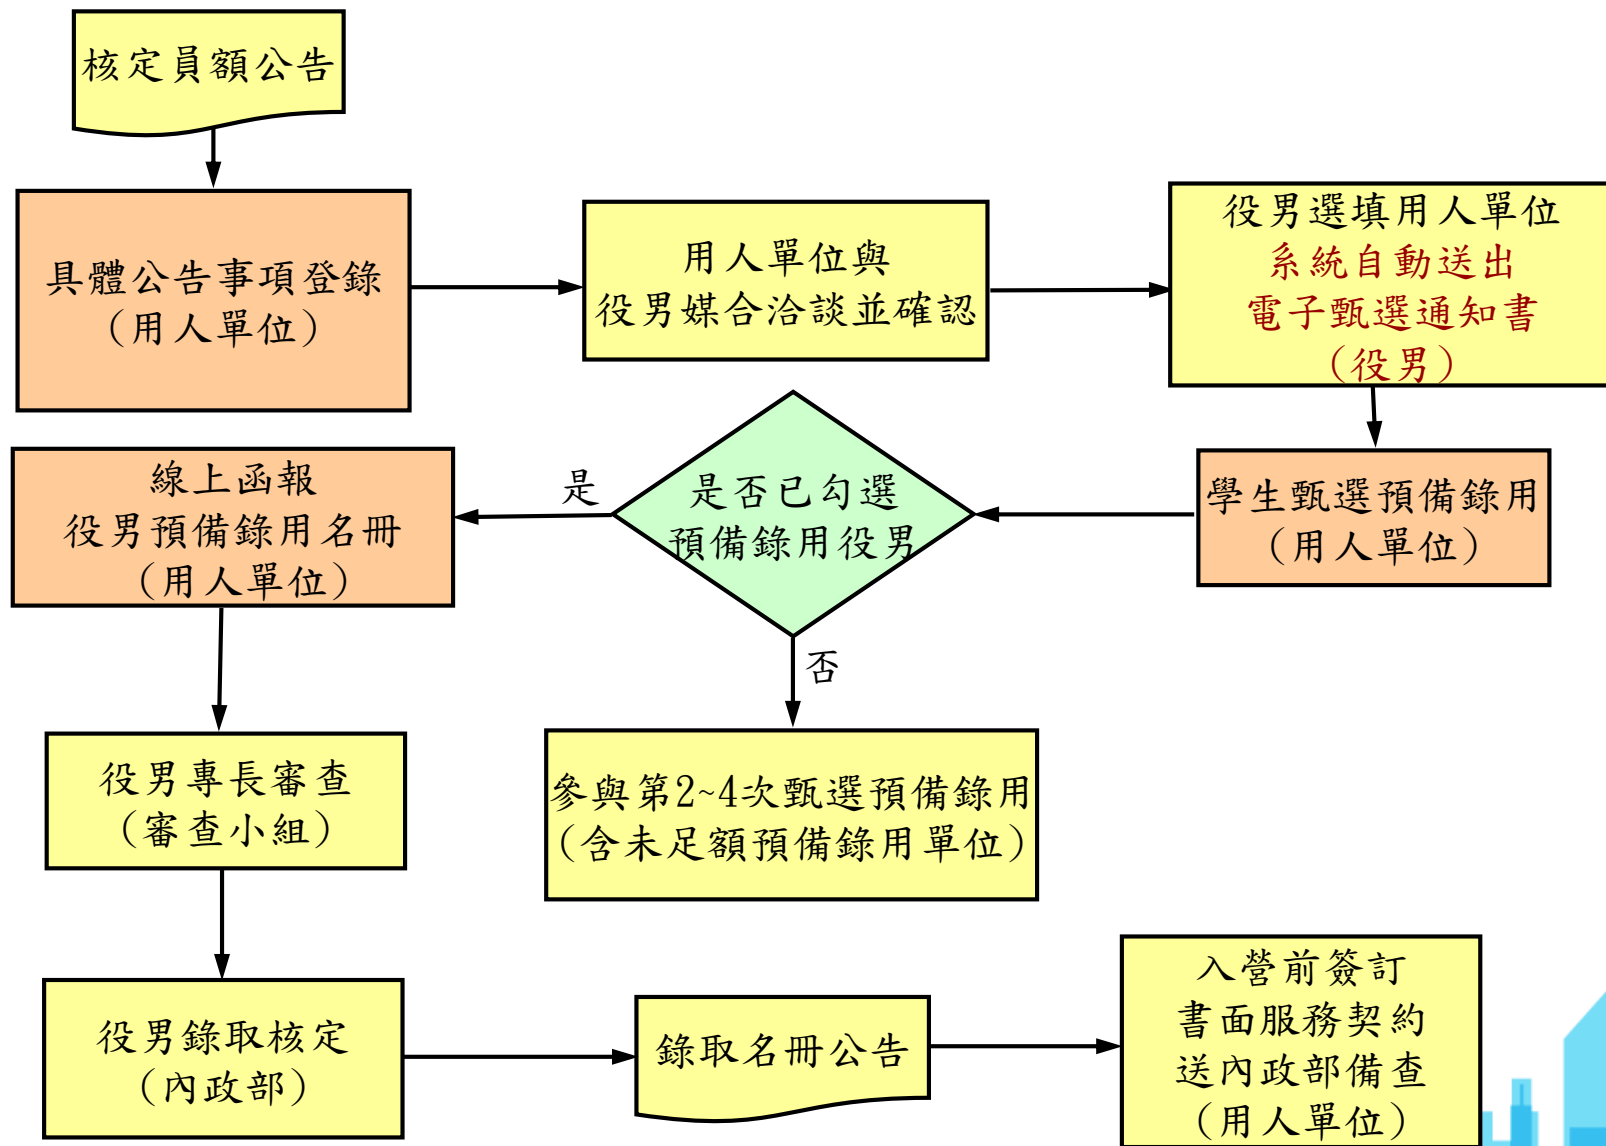 核定員額公告
具體公告事項登錄
（用人單位）
用人單位與
役男媒合洽談並確認
役男選填用人單位
系統自動送出
電子甄選通知書
（役男）
學生甄選預備錄用
（用人單位）
是否已勾選
預備錄用役男
是
否
線上函報
役男預備錄用名冊
（用人單位）
參與第2~4次甄選預備錄用
（含未足額預備錄用單位）
役男專長審查
（審查小組）
役男錄取核定
（內政部）
錄取名冊公告
入營前簽訂
書面服務契約
送內政部備查
（用人單位）